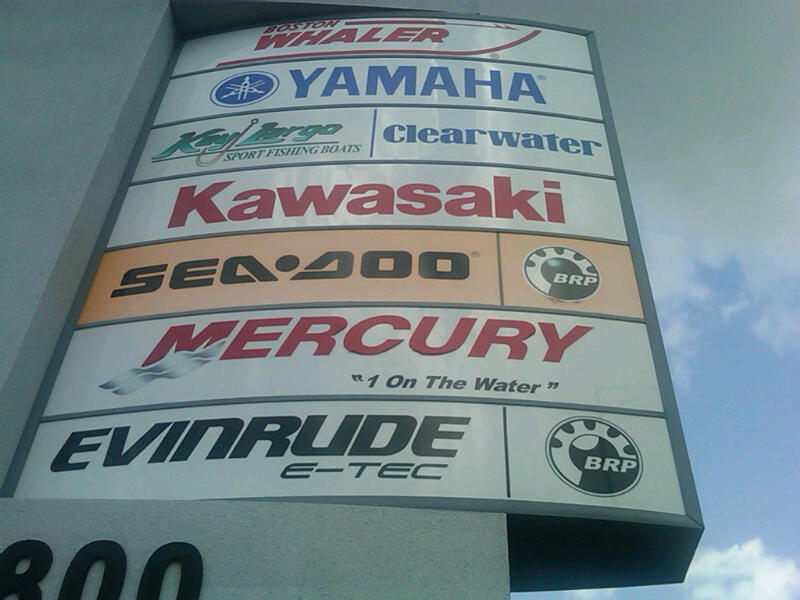 BOSTON
WHALER
YAMAHA
Key Largo
SPORT FISHING BOATS
Clearwater
Kawasaki
SEA-DOO
BRP
MERCURY
"1 On The Water"
EVINRUDE
E-TEC
BRP
800